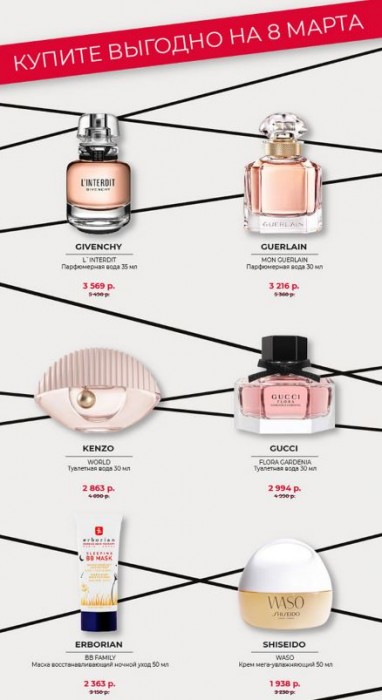 КУПИТЕ ВЫГОДНО НА 8 МАРТА
L'INTERDIT
GIVENCHY
GUERLAIN
GIVENCHY
L`INTERDIT
Парфюмерная вода 35 мл
3 569 р.
GUERLAIN
MON GUERLAIN
Парфюмерная вода 30 мл
3 216 р.
GUCCI
FLORA
KENZO
WORLD
Туалетная вода 30 мл
2 863 р.
4 090 р.
GUCCI
FLORA GARDENIA
Туалетная вода 30 мл
2 994 р.
4 990 р.
erborian
SLEEPING
BB MASK
WASO
SHISEIDO
ERBORIAN
BB FAMILY
Маска восстанавливающий ночной уход 50 мл
2 363 р.
3 150 р.
SHISEIDO
WASO
Крем мега-увлажняющий 50 мл
1 938 р.
3 230 р.